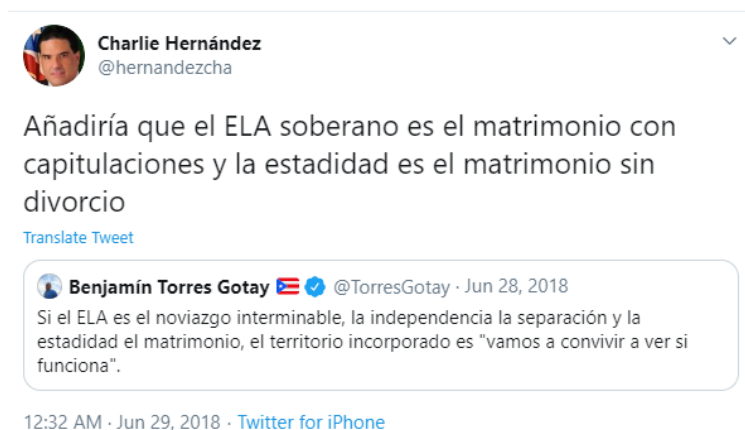 Charlie Hernández
@hernandezcha
Añadiría que el ELA soberano es el matrimonio con
capitulaciones y la estadidad es el matrimonio sin
divorcio
Translate Tweet
Benjamín Torres Gotay 🇵🇷 @TorresGotay · Jun 28, 2018
Si el ELA es el noviazgo interminable, la independencia la separación y la
estadidad el matrimonio, el territorio incorporado es "vamos a convivir a ver si
funciona".
12:32 AM · Jun 29, 2018 · Twitter for iPhone